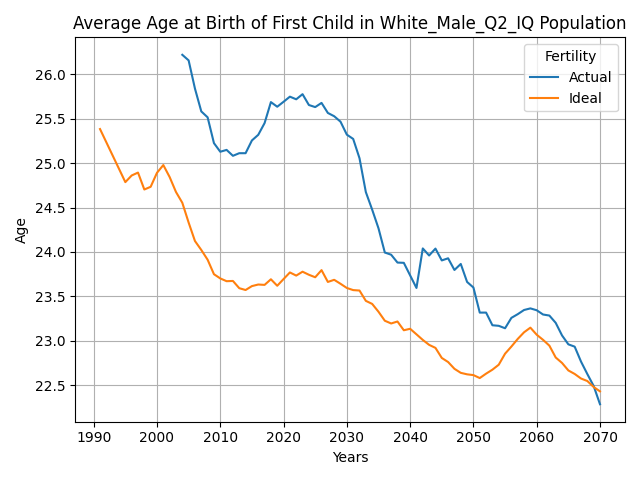 Average Age at Birth of First Child in White_Male_Q2_IQ Population
Fertility
Actual
Ideal
26.0
25.5
25.0
24.5
24.0
23.5
23.0
22.5
Age
1990 2000 2010 2020 2030 2040 2050 2060 2070
Years